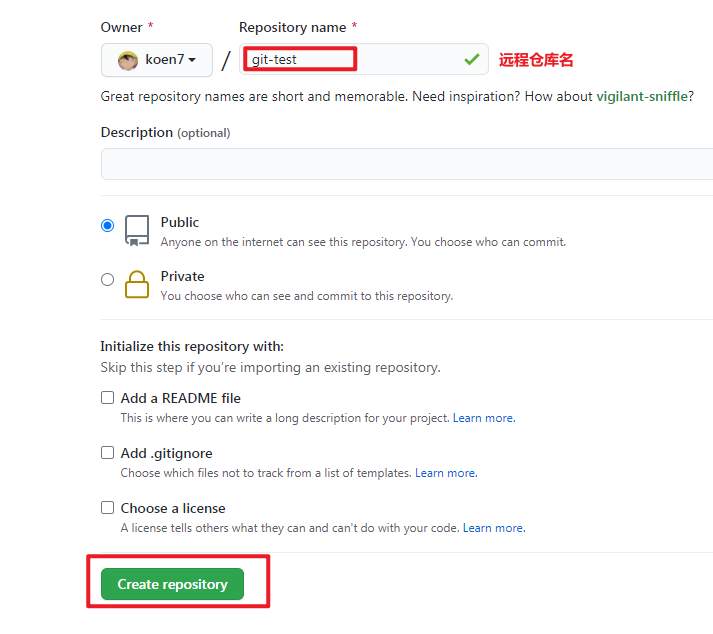 Owner * Repository name *
koen7 / git-test 远程仓库名
Great repository names are short and memorable. Need inspiration? How about vigilant-sniffle?
Description (optional)
Public
Anyone on the internet can see this repository. You choose who can commit.
Private
You choose who can see and commit to this repository.
Initialize this repository with:
Skip this step if you're importing an existing repository.
Add a README file
This is where you can write a long description for your project. Learn more.
Add .gitignore
Choose which files not to track from a list of templates. Learn more.
Choose a license
A license tells others what they can and can't do with your code. Learn more.
Create repository